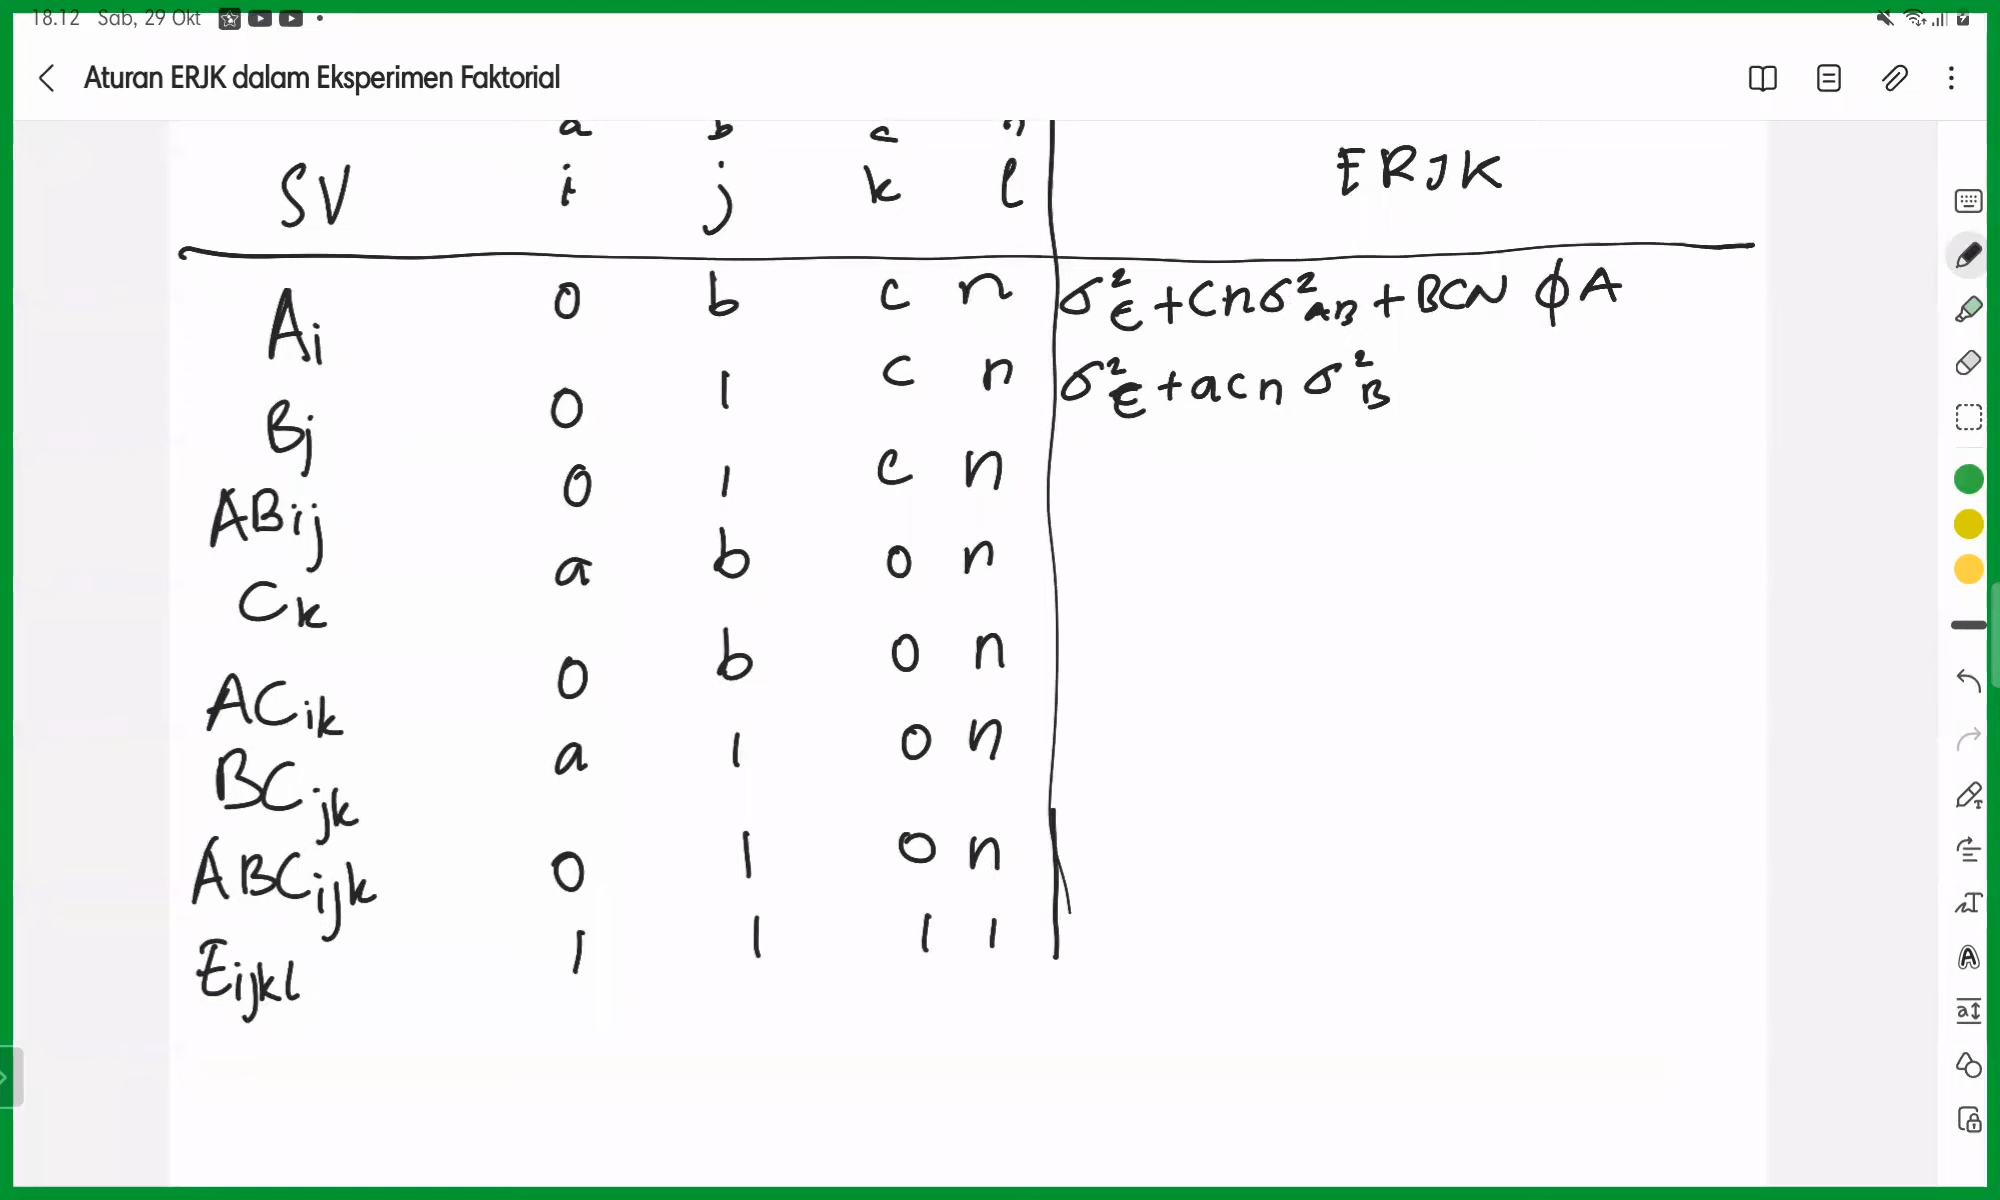 18.12 Sab, 29 Okt
Aturan ERJK dalam Eksperimen Faktorial
a b c n
SV i j k l ERJK
Ai 0 b c n σ²ε + Cnσ²AB + BCN ϕA
Bj 0 1 c n σ²ε + acn σ²B
ABij 0 1 c n
Ck a b 0 n
ACik 0 b 0 n
BCjk a 1 0 n
ABCijk 0 1 0 n
Eijkl 1 1 1 1